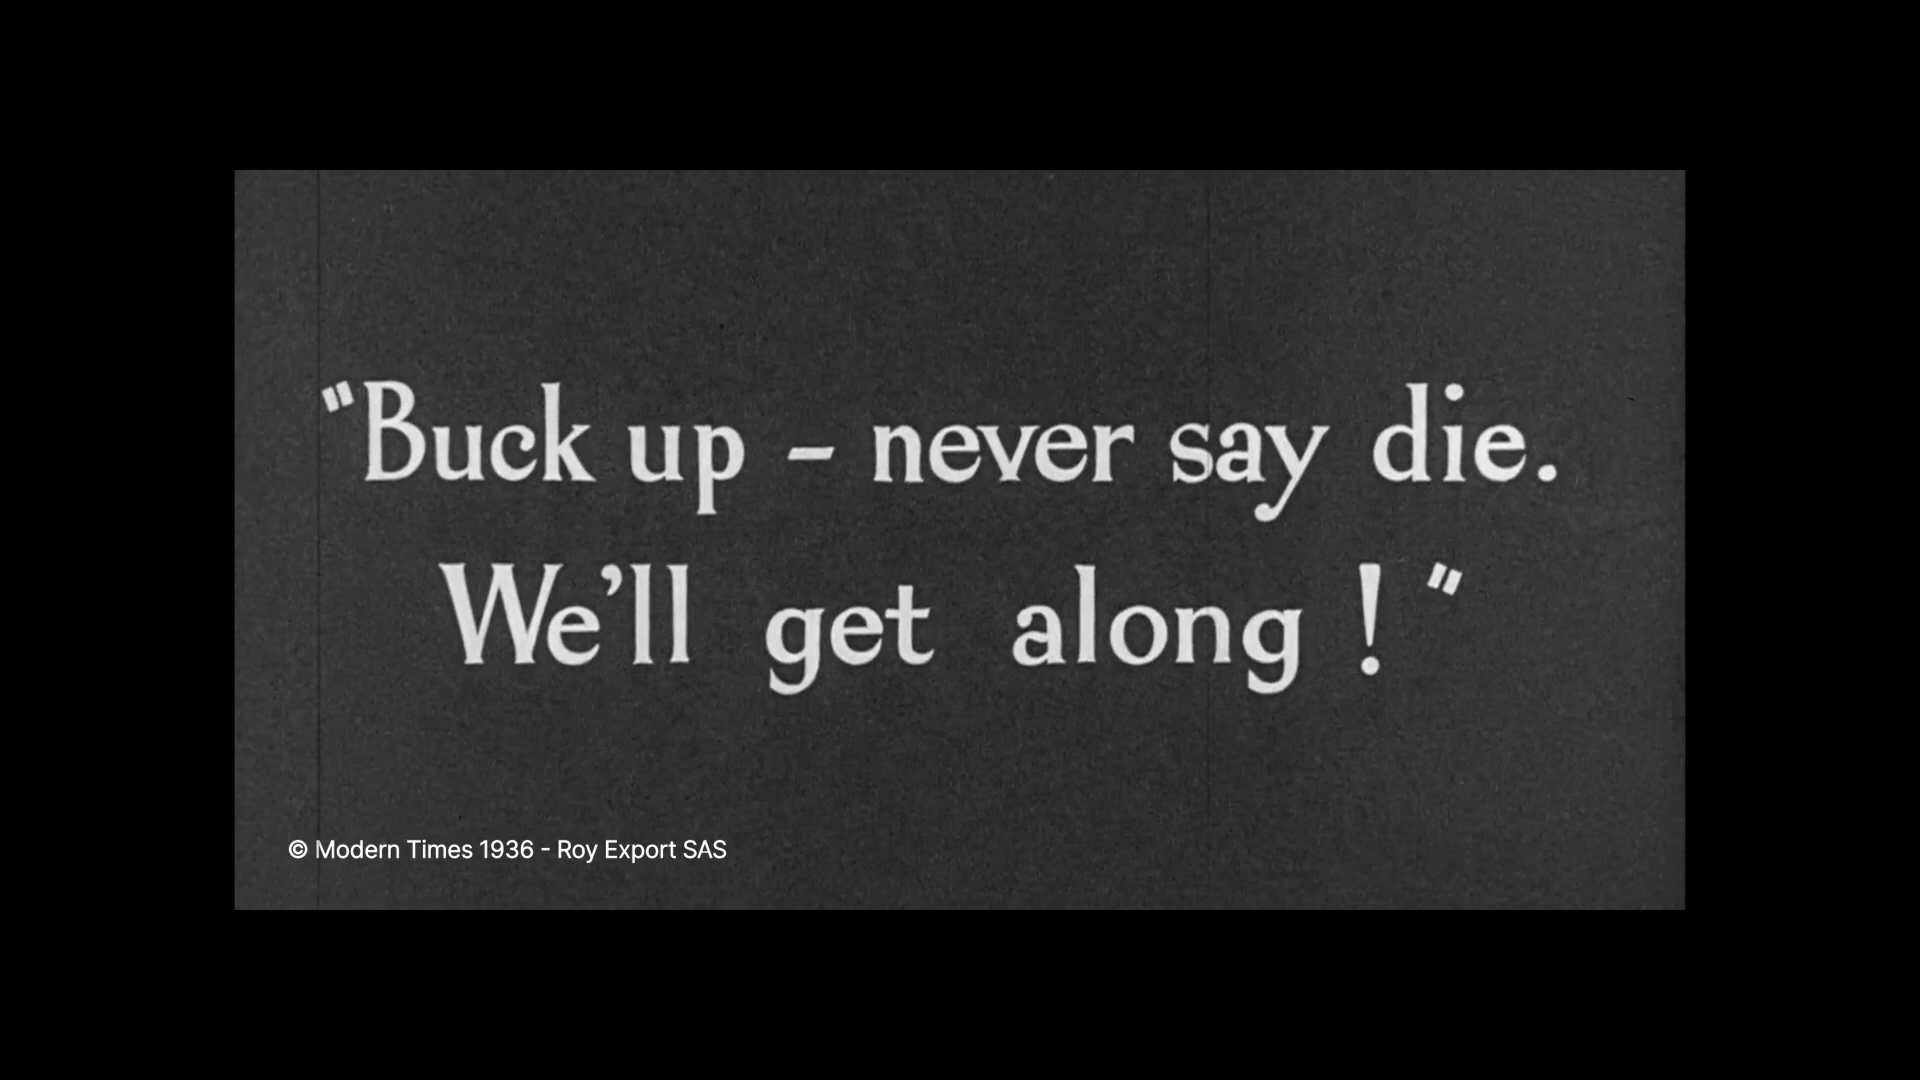 “Buck up – never say die.
We’ll get along ! ”
© Modern Times 1936 - Roy Export SAS